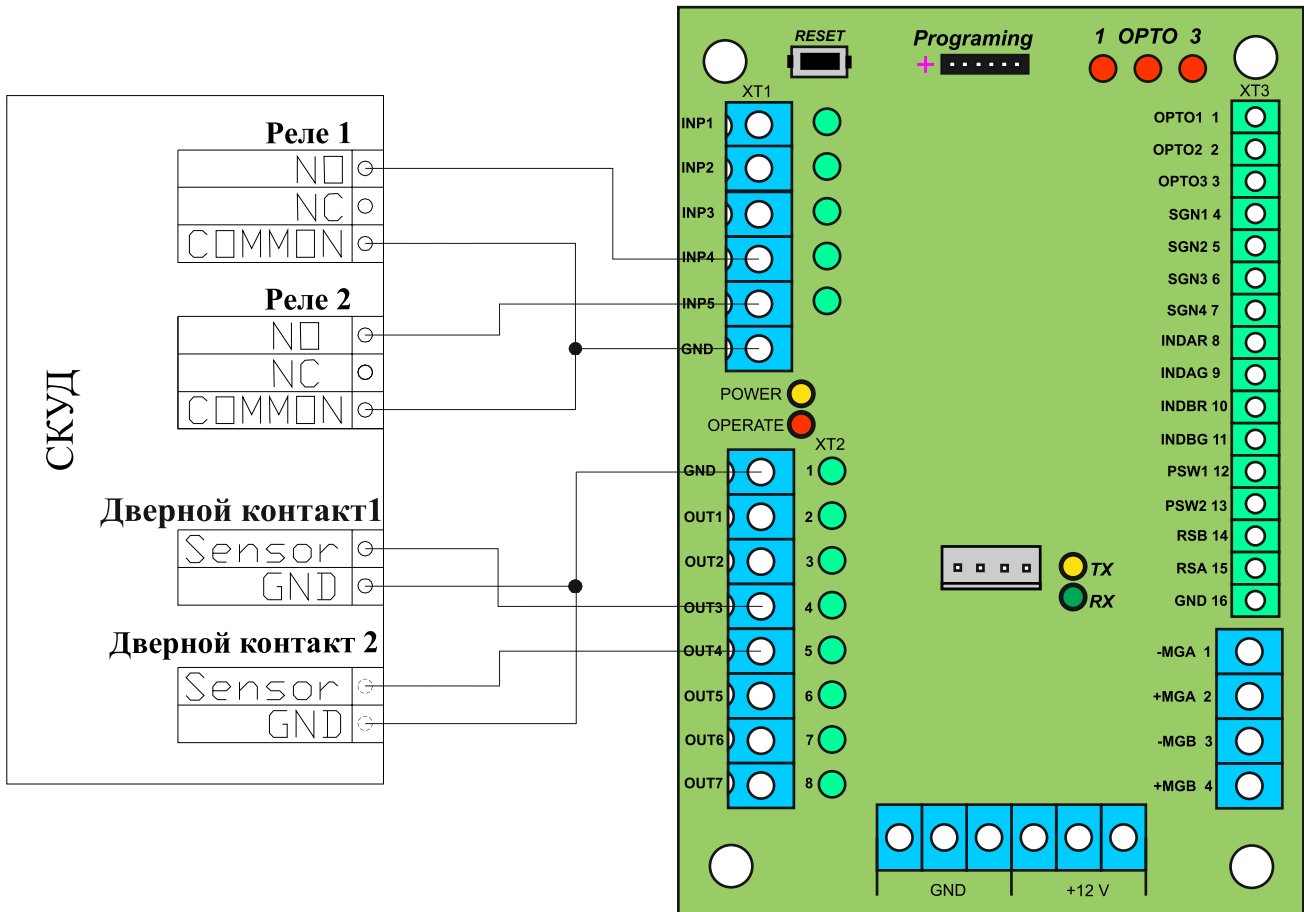 СКУД
Реле 1
NO
NC
COMMON
Реле 2
NO
NC
COMMON
Дверной контакт1
Sensor
GND
Дверной контакт 2
Sensor
GND
RESET
Programing
+
1 OPTO 3
XT1
INP1
INP2
INP3
INP4
INP5
GND
POWER
OPERATE
XT2
GND 1
OUT1 2
OUT2 3
OUT3 4
OUT4 5
OUT5 6
OUT6 7
OUT7 8
TX
RX
XT3
OPTO1 1
OPTO2 2
OPTO3 3
SGN1 4
SGN2 5
SGN3 6
SGN4 7
INDAR 8
INDAG 9
INDBR 10
INDBG 11
PSW1 12
PSW2 13
RSB 14
RSA 15
GND 16
-MGA 1
+MGA 2
-MGB 3
+MGB 4
GND
+12 V